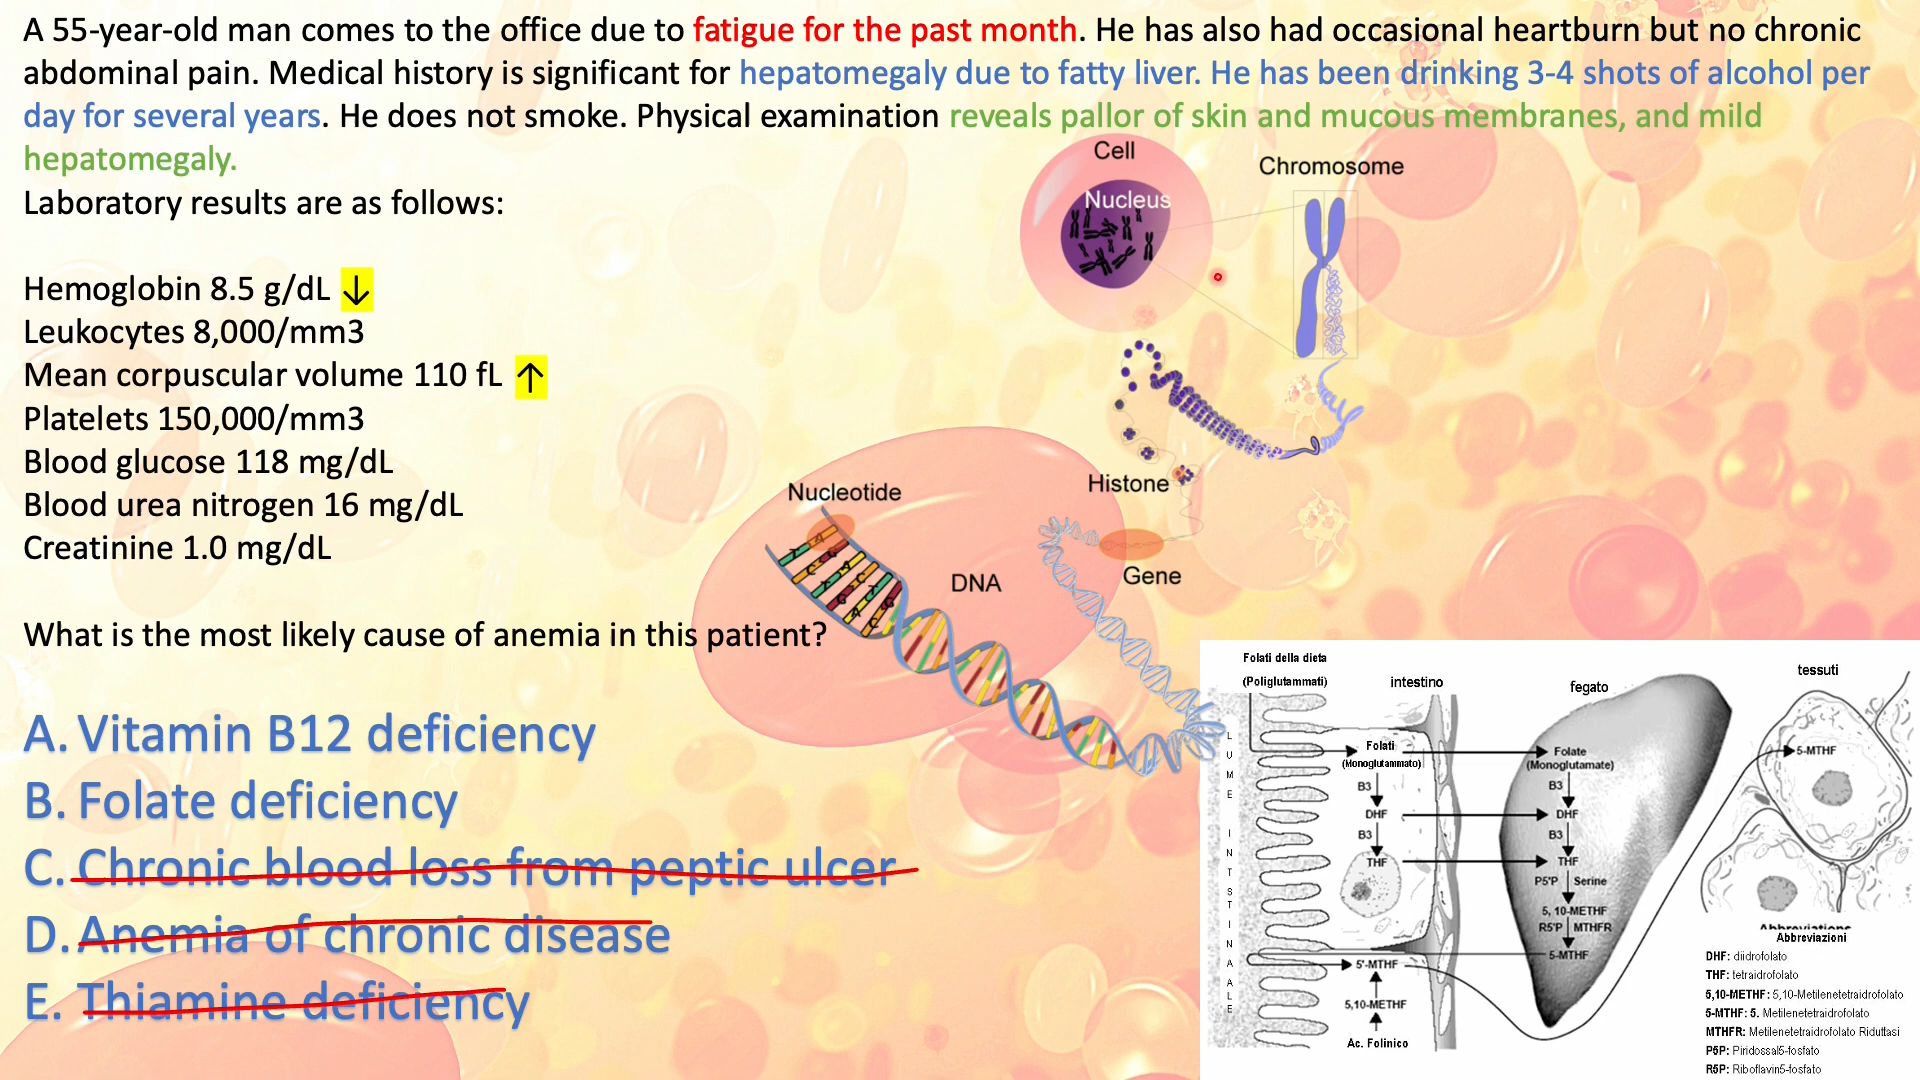 A 55-year-old man comes to the office due to fatigue for the past month. He has also had occasional heartburn but no chronic
abdominal pain. Medical history is significant for hepatomegaly due to fatty liver. He has been drinking 3-4 shots of alcohol per
day for several years. He does not smoke. Physical examination reveals pallor of skin and mucous membranes, and mild
hepatomegaly.
Laboratory results are as follows:
Hemoglobin 8.5 g/dL ↓
Leukocytes 8,000/mm3
Mean corpuscular volume 110 fL ↑
Platelets 150,000/mm3
Blood glucose 118 mg/dL
Blood urea nitrogen 16 mg/dL
Creatinine 1.0 mg/dL
What is the most likely cause of anemia in this patient?
A. Vitamin B12 deficiency
B. Folate deficiency
C. Chronic blood loss from peptic ulcer
D. Anemia of chronic disease
E. Thiamine deficiency
Cell
Nucleus
Chromosome
Histone
Nucleotide
DNA
Gene
Folati della dieta
(Poliglutammati)
intestino
fegato
tessuti
LUME INTSTINALALE
Folati
(Monoglutammato)
B3
DHF
B3
THF
5'-MTHF
5,10-METHF
Ac. Folinico
Folate
(Monoglutamate)
B3
DHF
B3
THF
P5'P Serine
5, 10-METHF
R5'P MTHFR
5-MTHF
5-MTHF
Abbreviations
Abbreviazioni
DHF: diidrofolato
THF: tetraidrofolato
5,10-METHF: 5,10-Metilenetetraidrofolato
5-MTHF: 5. Metilenetetraidrofolato
MTHFR: Metilenetetraidrofolato Riduttasi
P5P: Piridossal5-fosfato
R5P: Riboflavin5-fosfato